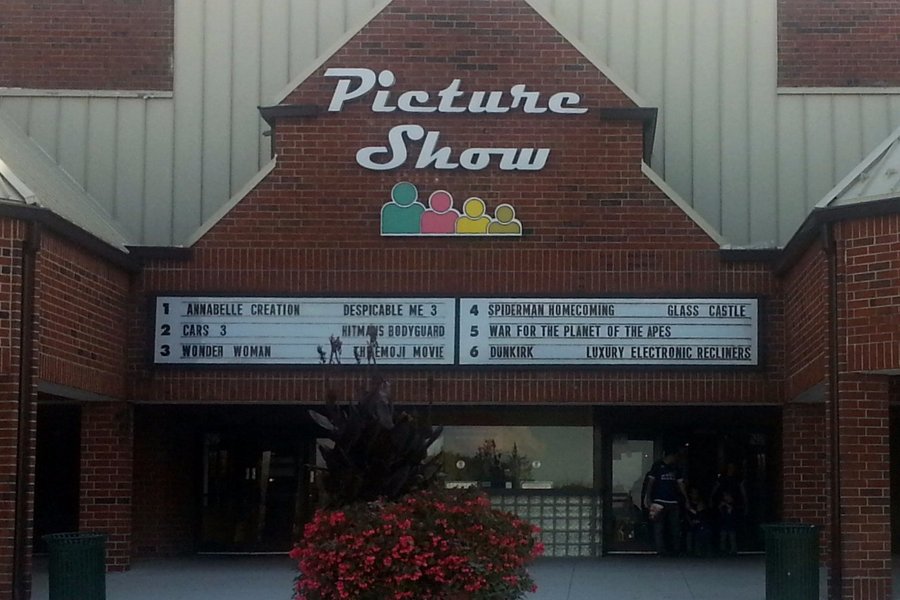 Picture
Show
1 ANNABELLE CREATION DESPICABLE ME 3
2 CARS 3 HITMANS BODYGUARD
3 WONDER WOMAN THE EMOJI MOVIE
4 SPIDERMAN HOMECOMING GLASS CASTLE
5 WAR FOR THE PLANET OF THE APES
6 DUNKIRK LUXURY ELECTRONIC RECLINERS